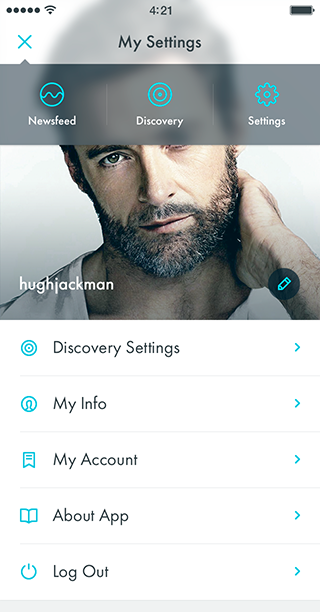 4:21
My Settings
Newsfeed Discovery Settings
hughjackman
Discovery Settings
My Info
My Account
About App
Log Out